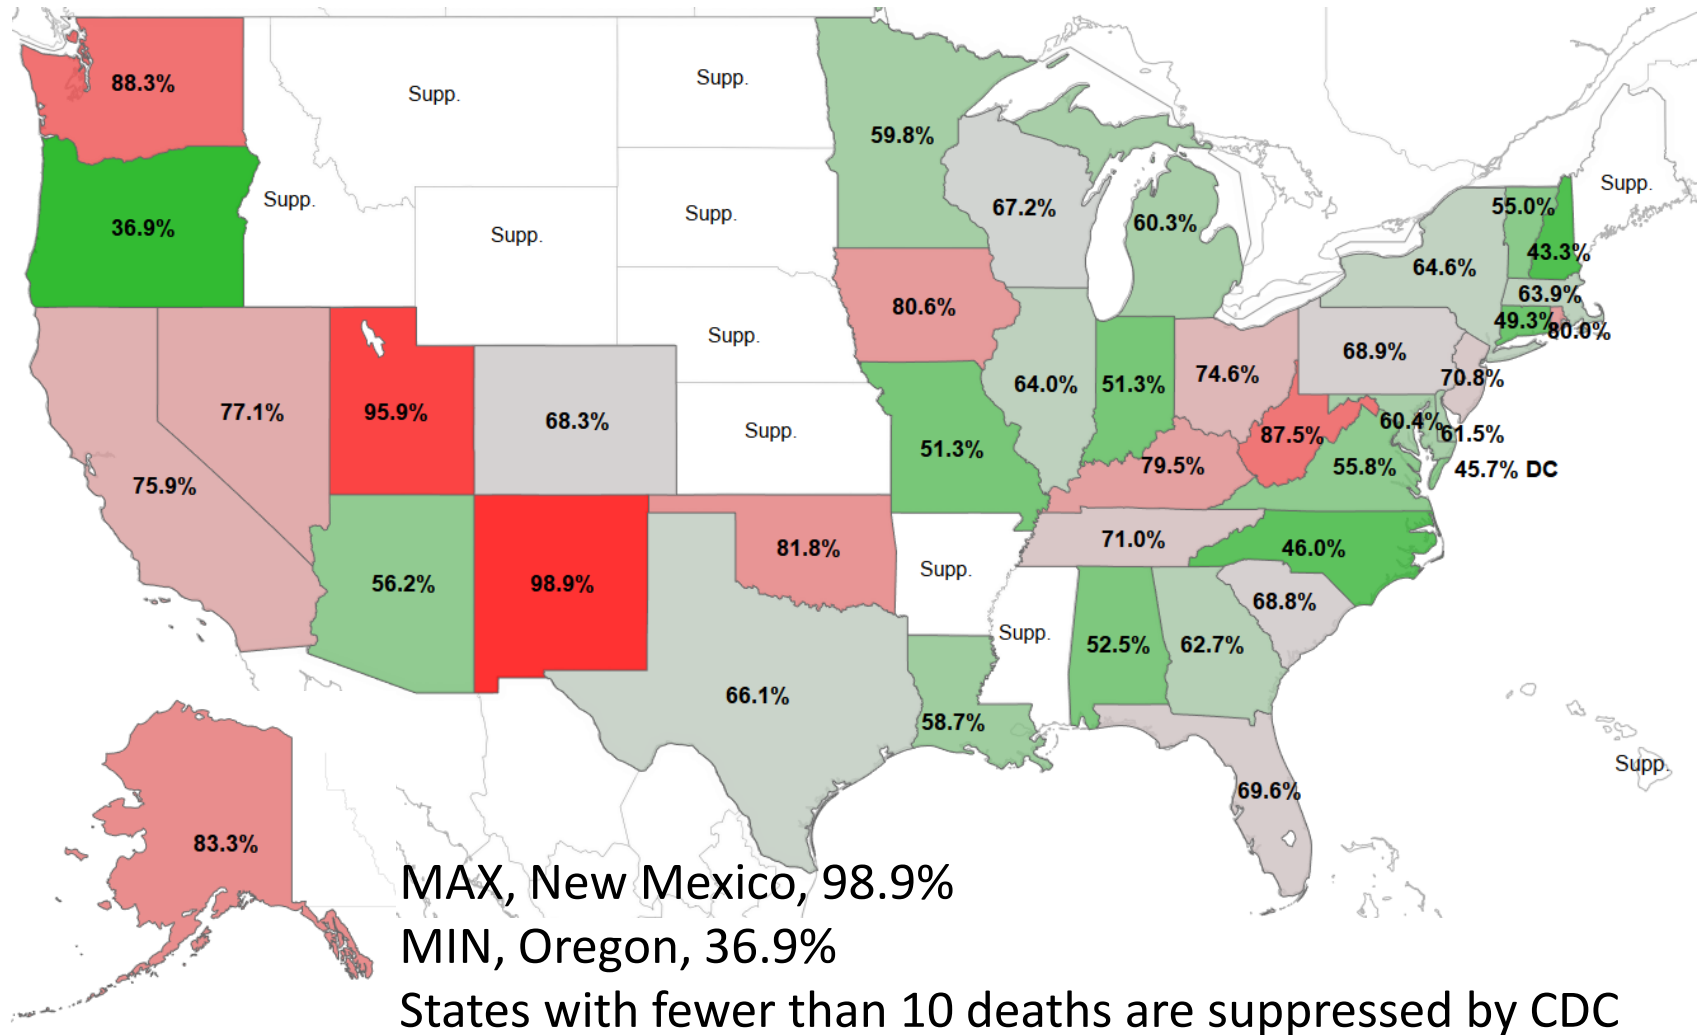 88.3%
Supp.
Supp.
59.8%
36.9%
Supp.
Supp.
Supp.
67.2%
60.3%
Supp.
55.0%
43.3%
64.6%
63.9%
49.3%
80.0%
80.6%
Supp.
68.9%
70.8%
77.1%
95.9%
68.3%
Supp.
64.0%
51.3%
74.6%
87.5%
60.4%
61.5%
45.7% DC
75.9%
51.3%
79.5%
55.8%
56.2%
98.9%
81.8%
Supp.
71.0%
46.0%
68.8%
Supp.
52.5%
62.7%
66.1%
58.7%
69.6%
Supp.
83.3%
MAX, New Mexico, 98.9%
MIN, Oregon, 36.9%
States with fewer than 10 deaths are suppressed by CDC